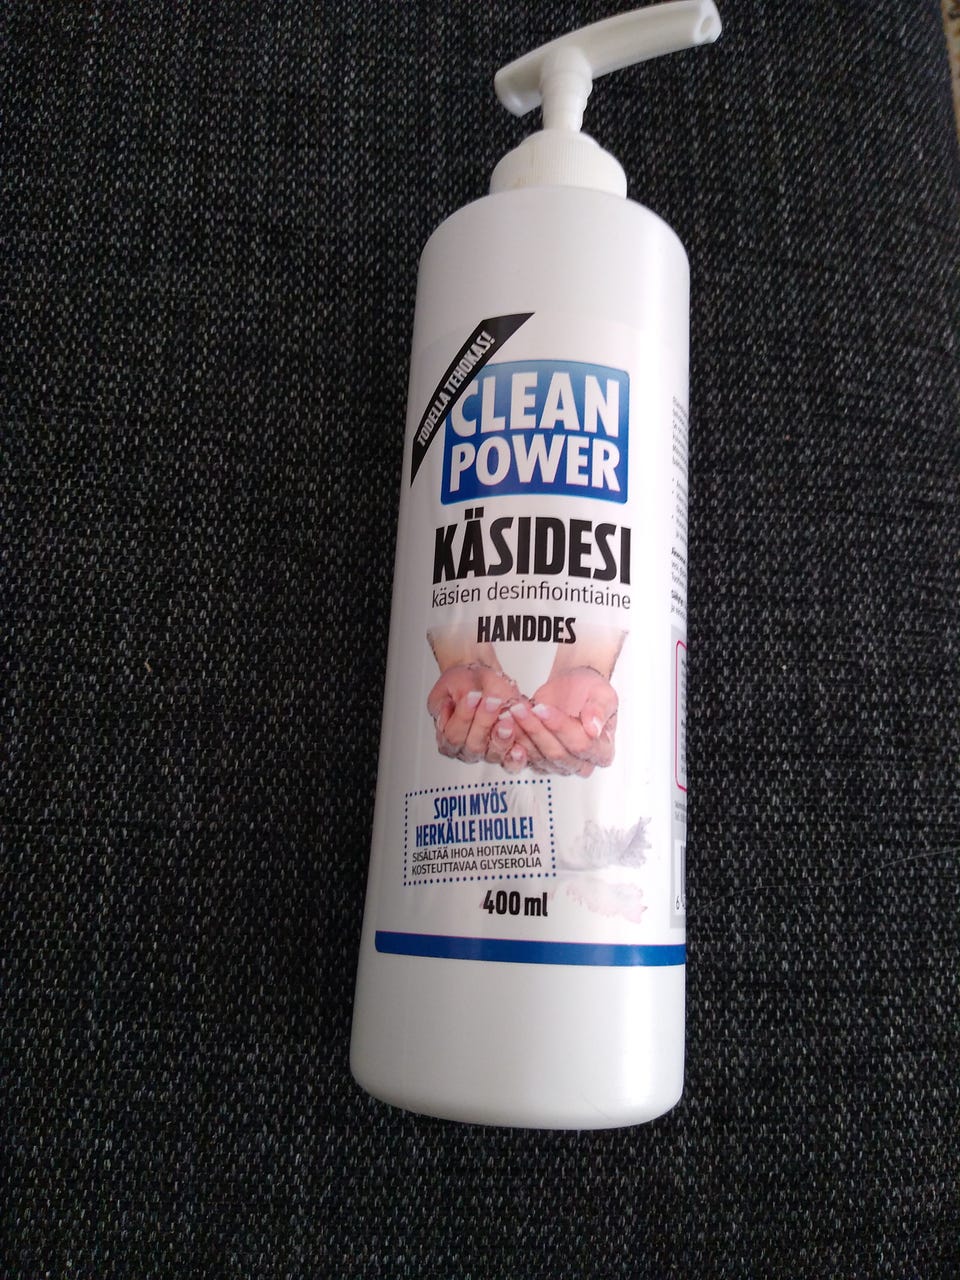 TODELLA TEHOKAS!
CLEAN
POWER
KÄSIDESI
käsien desinfiointiaine
HANDDES
SOPII MYÖS
HERKÄLLE IHOLLE!
SISÄLTÄÄ IHOA HOITAVAA JA
KOSTEUTTAVAA GLYSEROLIA
400 ml